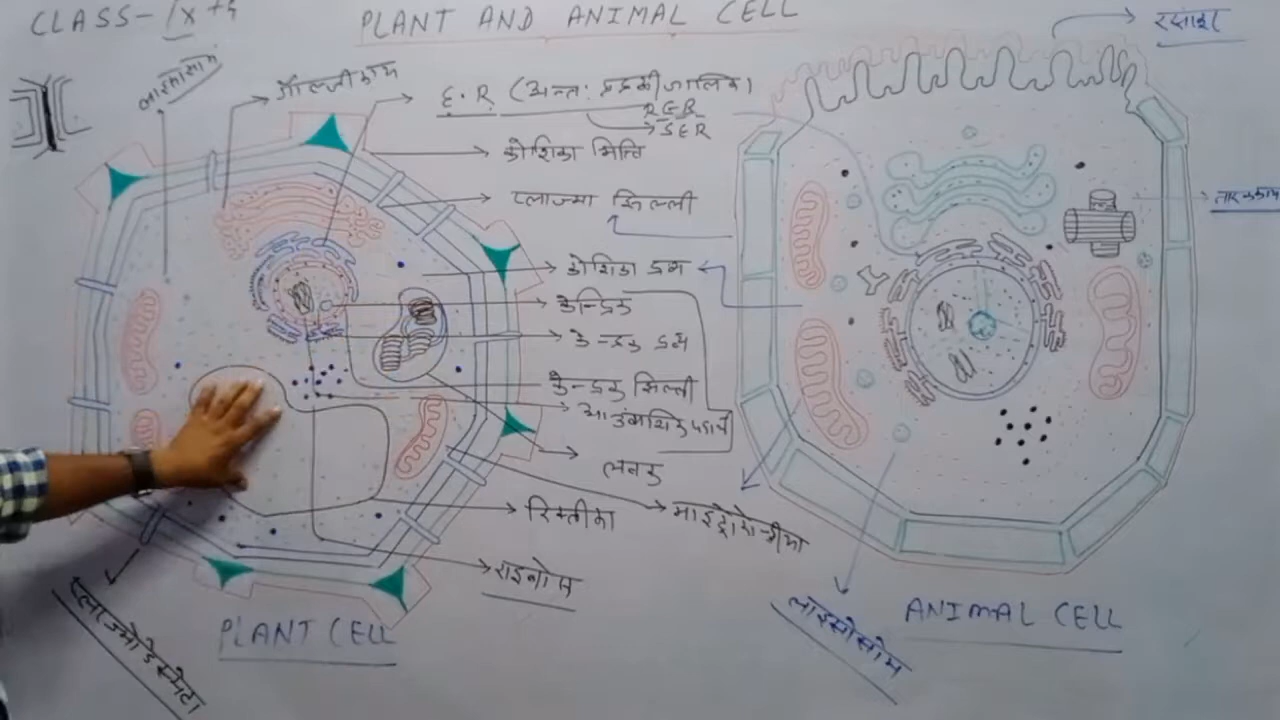 CLASS - IX th
PLANT AND ANIMAL CELL
गॉल्जीकाय
E.R (अन्तः प्रद्रव्यी जालिका)
RER
SER
कोशिका भित्ति
प्लाज्मा झिल्ली
कोशिका द्रव्य
केन्द्रिक
केन्द्रक द्रव्य
केन्द्रक झिल्ली
आनुवंशिक पदार्थ
लवक
रिक्तिका
माइट्रोकोन्ड्रीया
राइबोसोम
प्लाज्मोडेस्मेटा
PLANT CELL
लाइसोसोम
ANIMAL CELL
तारककाय